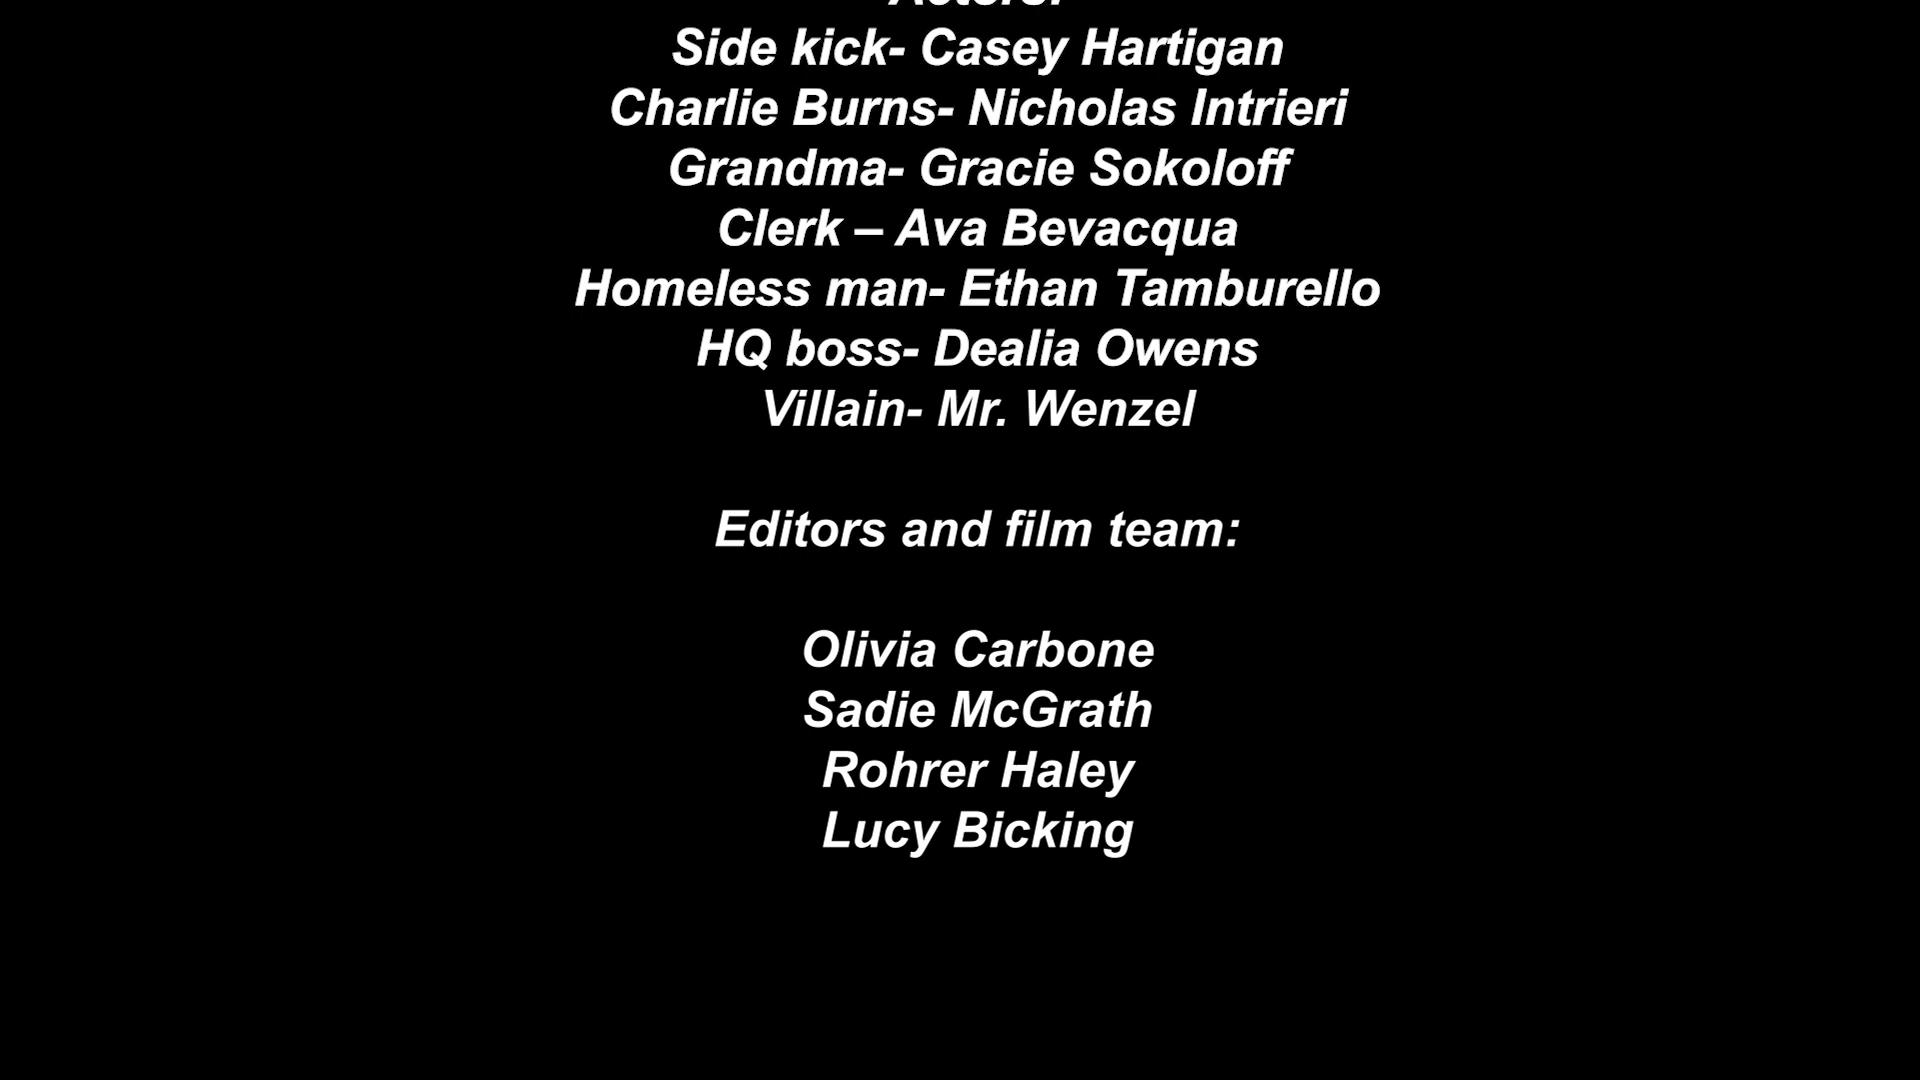 Actors:
Side kick- Casey Hartigan
Charlie Burns- Nicholas Intrieri
Grandma- Gracie Sokoloff
Clerk – Ava Bevacqua
Homeless man- Ethan Tamburello
HQ boss- Dealia Owens
Villain- Mr. Wenzel
Editors and film team:
Olivia Carbone
Sadie McGrath
Rohrer Haley
Lucy Bicking